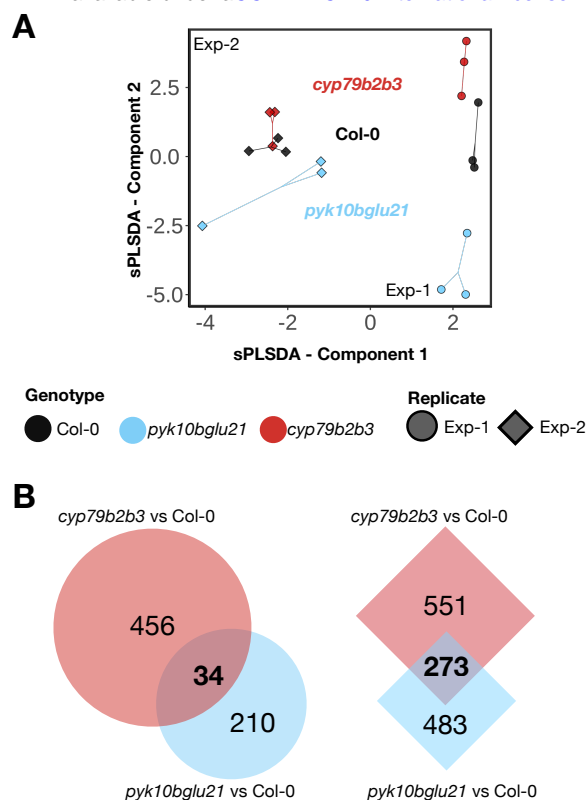 A
Exp-2
cyp79b2b3
Col-0
pyk10bglu21
Exp-1
sPLSDA - Component 2
2.5
0.0
-2.5
-5.0
-4
-2
0
2
sPLSDA - Component 1
Genotype
Replicate
Col-0
pyk10bglu21
cyp79b2b3
Exp-1
Exp-2
B
cyp79b2b3 vs Col-0
cyp79b2b3 vs Col-0
456
551
34
273
210
483
pyk10bglu21 vs Col-0
pyk10bglu21 vs Col-0